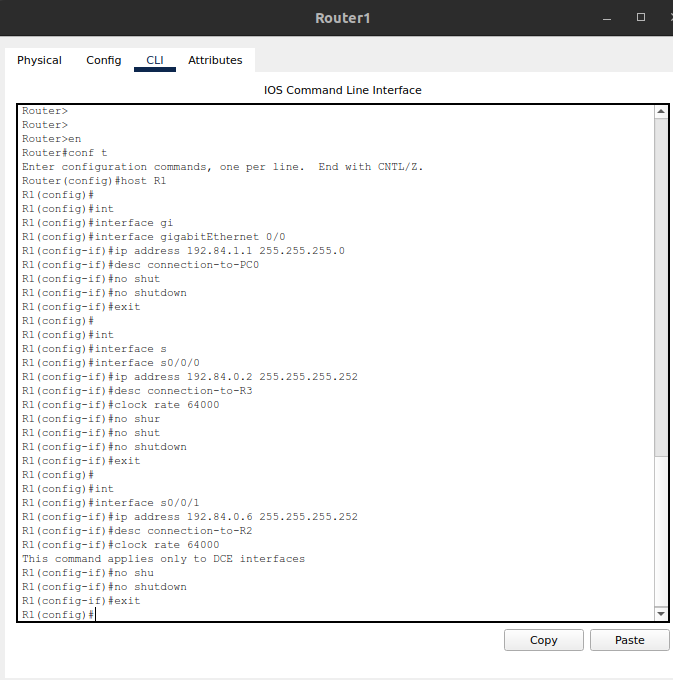 Router1
Physical Config CLI Attributes
IOS Command Line Interface
Router>
Router>
Router>en
Router#conf t
Enter configuration commands, one per line.  End with CNTL/Z.
Router(config)#host R1
R1(config)#
R1(config)#int
R1(config)#interface gi
R1(config)#interface gigabitEthernet 0/0
R1(config-if)#ip address 192.84.1.1 255.255.255.0
R1(config-if)#desc connection-to-PC0
R1(config-if)#no shut
R1(config-if)#no shutdown
R1(config-if)#exit
R1(config)#
R1(config)#int
R1(config)#interface s
R1(config)#interface s0/0/0
R1(config-if)#ip address 192.84.0.2 255.255.255.252
R1(config-if)#desc connection-to-R3
R1(config-if)#clock rate 64000
R1(config-if)#no shur
R1(config-if)#no shut
R1(config-if)#no shutdown
R1(config-if)#exit
R1(config)#
R1(config)#int
R1(config)#interface s0/0/1
R1(config-if)#ip address 192.84.0.6 255.255.255.252
R1(config-if)#desc connection-to-R2
R1(config-if)#clock rate 64000
This command applies only to DCE interfaces
R1(config-if)#no shu
R1(config-if)#no shutdown
R1(config-if)#exit
R1(config)#
Copy Paste